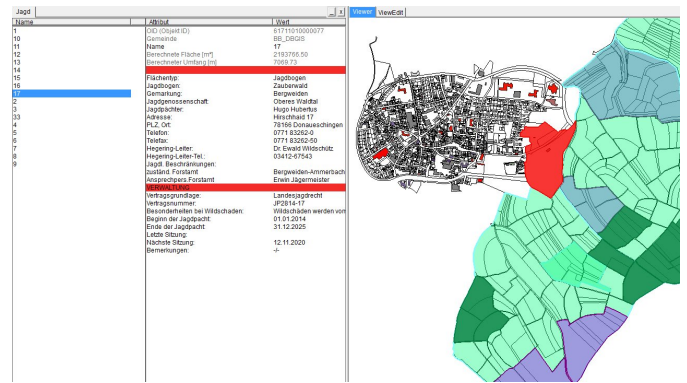 Jagd
_ x
Viewer ViewEdit
Name Attribut Wert
1 OID (Objekt ID) 61711010000077
10 Gemeinde BB_DBGIS
11 Name 17
12 Berechnete Fläche [m²] 2193766.50
13 Berechneter Umfang [m] 7069.73
14
15 Flächentyp: Jagdbogen
16 Jagdbogen: Zauberwald
17 Gemarkung: Bergweiden
2 Jagdgenossenschaft: Oberes Waldtal
3 Jagdpächter: Hugo Hubertus
33 Adresse: Hirschhaid 17
4 PLZ, Ort: 78166 Donaueschingen
5 Telefon: 0771 83262-0
6 Telefax: 0771 83262-50
7 Hegering-Leiter: Dr. Ewald Wildschütz
8 Hegering-Leiter-Tel.: 03412-67543
9 Jagdl. Beschränkungen:
zuständ. Forstamt Bergweiden-Ammerbach
Ansprechpers.Forstamt Erwin Jägermeister
VERWALTUNG
Vertragsgrundlage: Landesjagdrecht
Vertragsnummer: JP2814-17
Besonderheiten bei Wildschaden: Wildschäden werden vom
Beginn der Jagdpacht: 01.01.2014
Ende der Jagdpacht 31.12.2025
Letzte Sitzung:
Nächste Sitzung: 12.11.2020
Bemerkungen: -/-